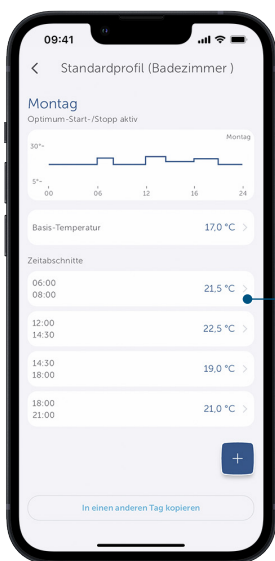 09:41
Standardprofil (Badezimmer )
Montag
Optimum-Start-/Stopp aktiv
Montag
30°-
5°-
00 06 12 16 24
Basis-Temperatur 17,0 °C
Zeitabschnitte
06:00
08:00
21,5 °C
12:00
14:30
22,5 °C
14:30
18:00
19,0 °C
18:00
21:00
21,0 °C
+
In einen anderen Tag kopieren